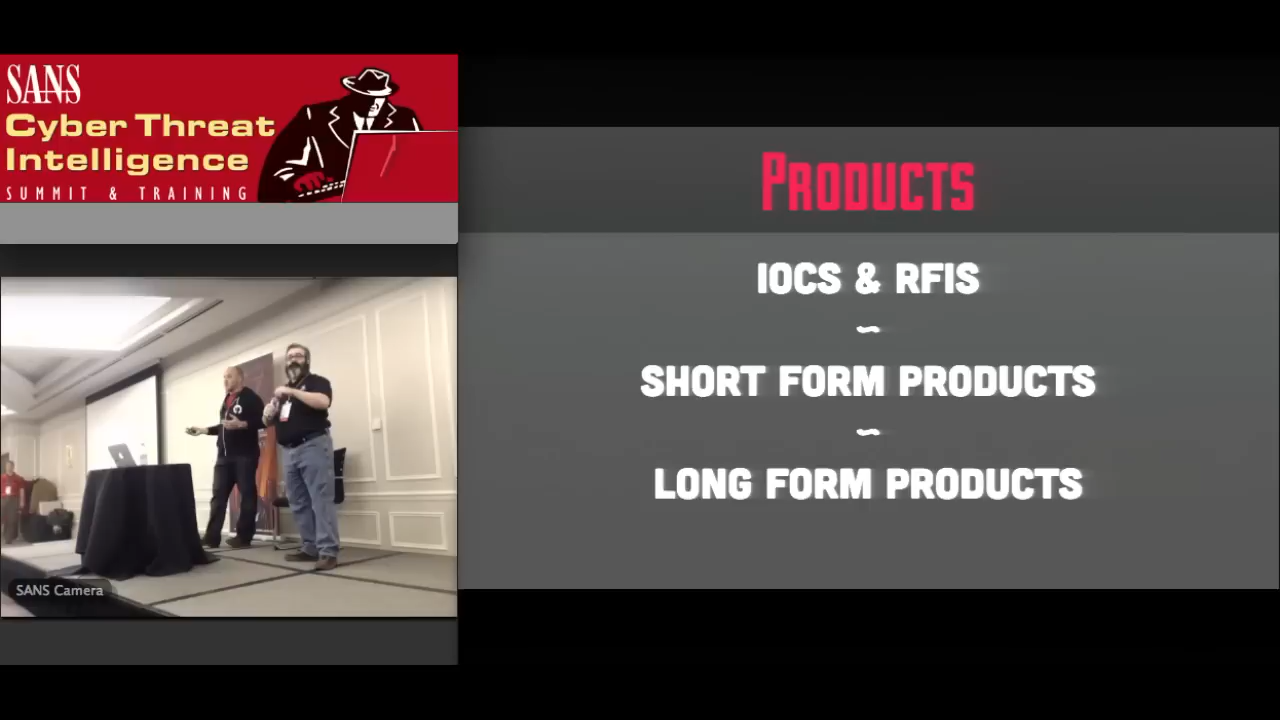 SANS
Cyber Threat
Intelligence
SUMMIT & TRAINING
PRODUCTS
IOCS & RFIS
~
SHORT FORM PRODUCTS
~
LONG FORM PRODUCTS
SANS Camera